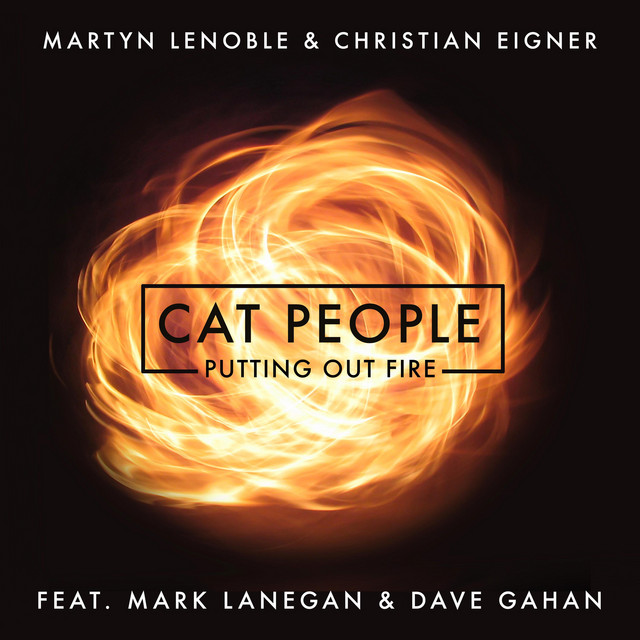 MARTYN LENOBLE & CHRISTIAN EIGNER
CAT PEOPLE
PUTTING OUT FIRE
FEAT. MARK LANEGAN & DAVE GAHAN